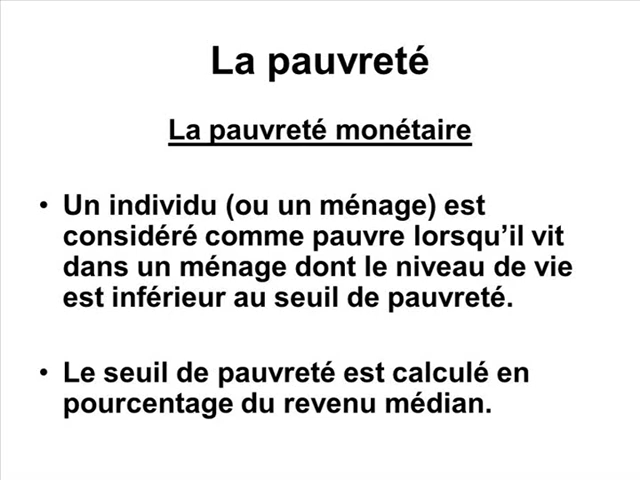 La pauvreté
La pauvreté monétaire
• Un individu (ou un ménage) est
considéré comme pauvre lorsqu’il vit
dans un ménage dont le niveau de vie
est inférieur au seuil de pauvreté.
• Le seuil de pauvreté est calculé en
pourcentage du revenu médian.